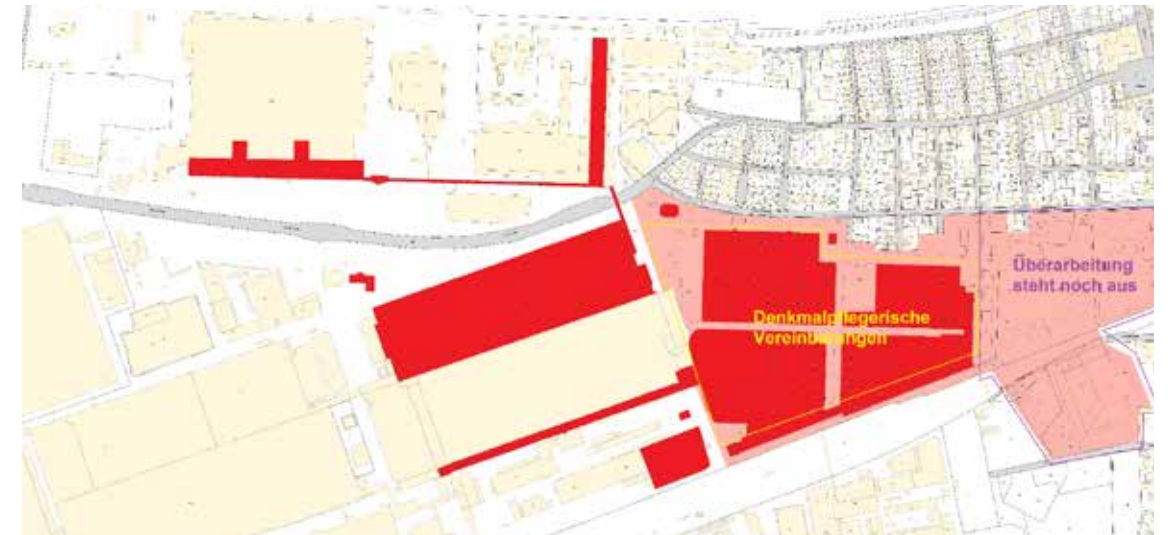 Überarbeitung
steht noch aus
Denkmalpflegerische
Vereinbarungen